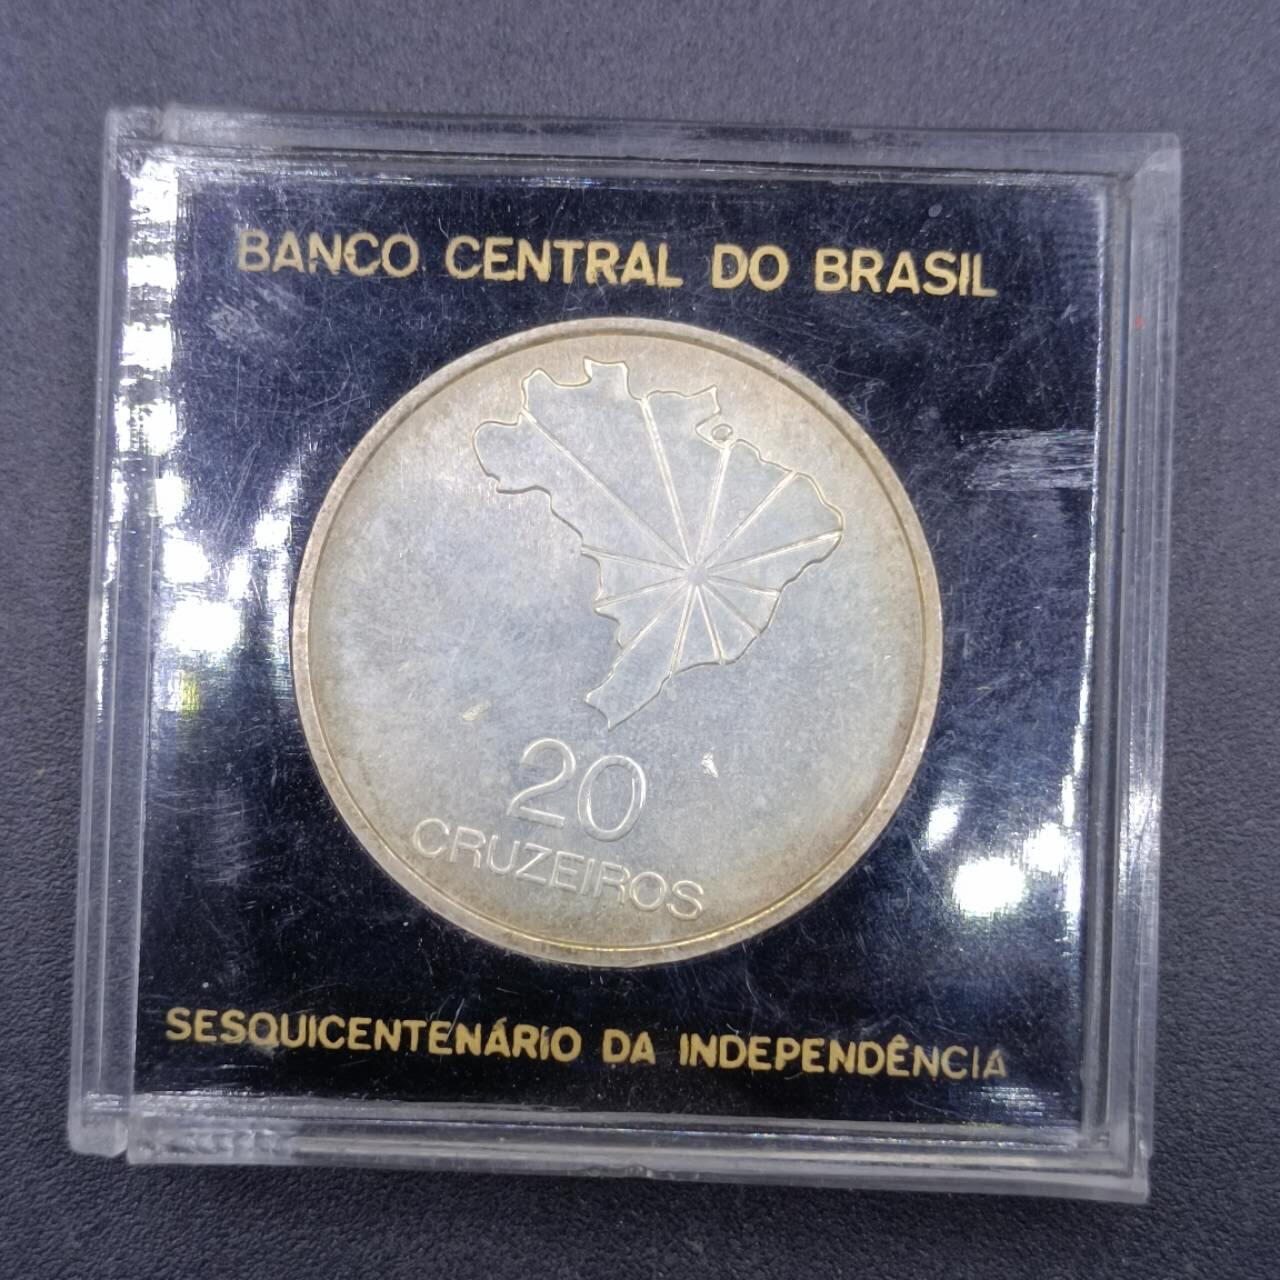 BANCO CENTRAL DO BRASIL
20
CRUZEIROS
SESQUICENTENÁRIO DA INDEPENDÊNCIA